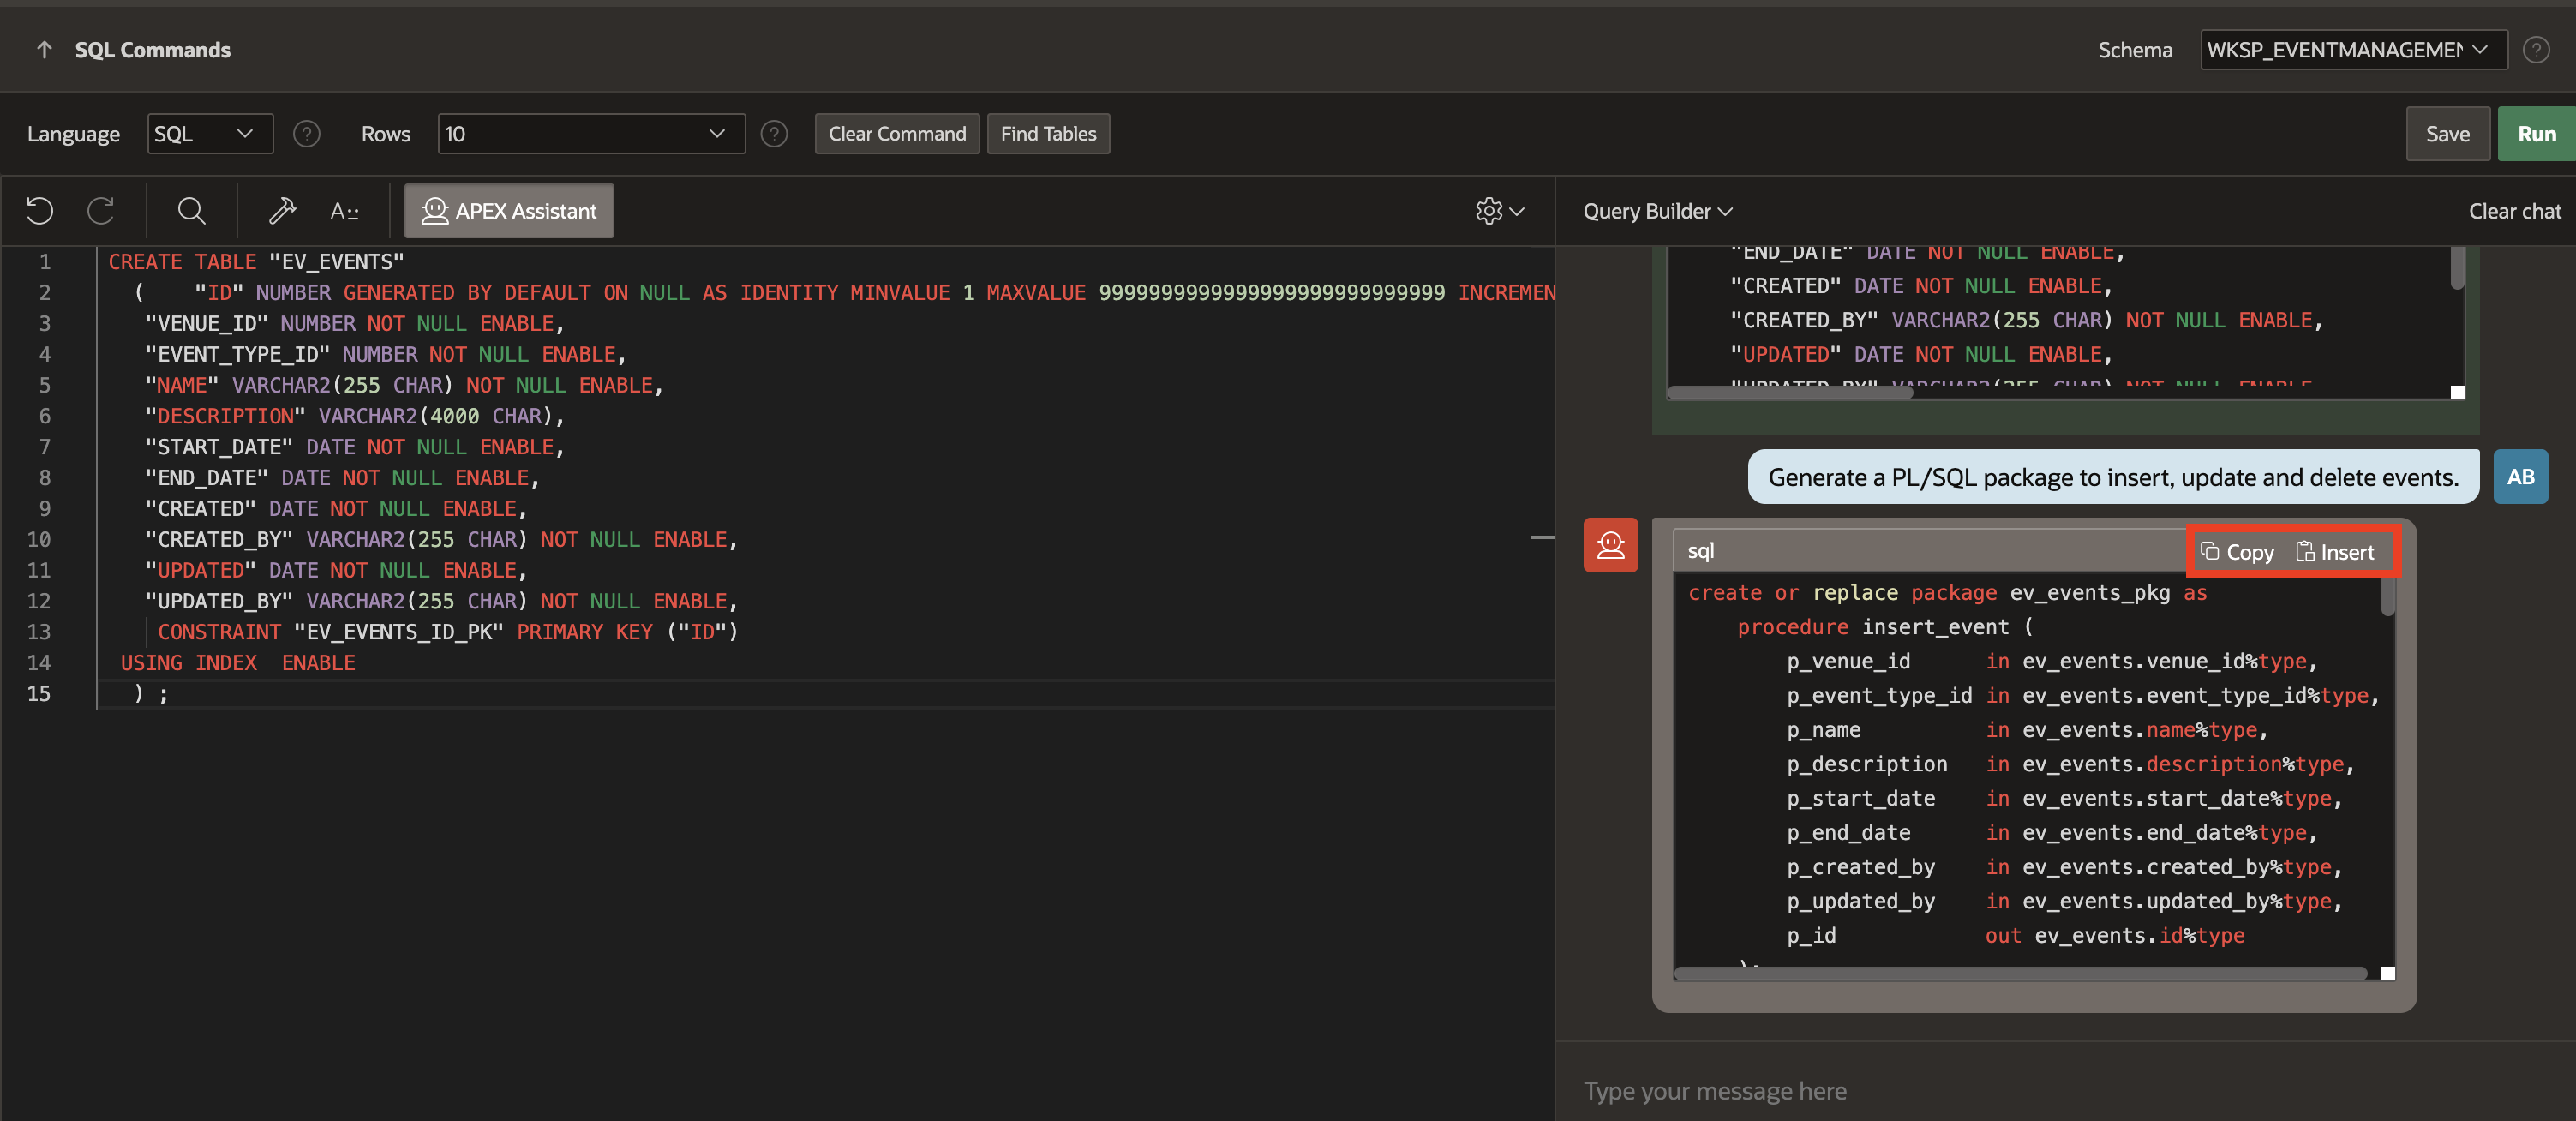 SQL Commands
Schema WKSP_EVENTMANAGEMEN
Language SQL Rows 10 Clear Command Find Tables Save Run
A:: APEX Assistant
Query Builder Clear chat
1 CREATE TABLE "EV_EVENTS"
2 ( "ID" NUMBER GENERATED BY DEFAULT ON NULL AS IDENTITY MINVALUE 1 MAXVALUE 9999999999999999999999999999 INCREMEN
3 "VENUE_ID" NUMBER NOT NULL ENABLE,
4 "EVENT_TYPE_ID" NUMBER NOT NULL ENABLE,
5 "NAME" VARCHAR2(255 CHAR) NOT NULL ENABLE,
6 "DESCRIPTION" VARCHAR2(4000 CHAR),
7 "START_DATE" DATE NOT NULL ENABLE,
8 "END_DATE" DATE NOT NULL ENABLE,
9 "CREATED" DATE NOT NULL ENABLE,
10 "CREATED_BY" VARCHAR2(255 CHAR) NOT NULL ENABLE,
11 "UPDATED" DATE NOT NULL ENABLE,
12 "UPDATED_BY" VARCHAR2(255 CHAR) NOT NULL ENABLE,
13 CONSTRAINT "EV_EVENTS_ID_PK" PRIMARY KEY ("ID")
14 USING INDEX  ENABLE
15 ) ;
"END_DATE" DATE NOT NULL ENABLE,
"CREATED" DATE NOT NULL ENABLE,
"CREATED_BY" VARCHAR2(255 CHAR) NOT NULL ENABLE,
"UPDATED" DATE NOT NULL ENABLE,
"UPDATED_BY" VARCHAR2(255 CHAR) NOT NULL ENABLE
Generate a PL/SQL package to insert, update and delete events.
AB
sql Copy Insert
create or replace package ev_events_pkg as
procedure insert_event (
p_venue_id in ev_events.venue_id%type,
p_event_type_id in ev_events.event_type_id%type,
p_name in ev_events.name%type,
p_description in ev_events.description%type,
p_start_date in ev_events.start_date%type,
p_end_date in ev_events.end_date%type,
p_created_by in ev_events.created_by%type,
p_updated_by in ev_events.updated_by%type,
p_id out ev_events.id%type
);
Type your message here